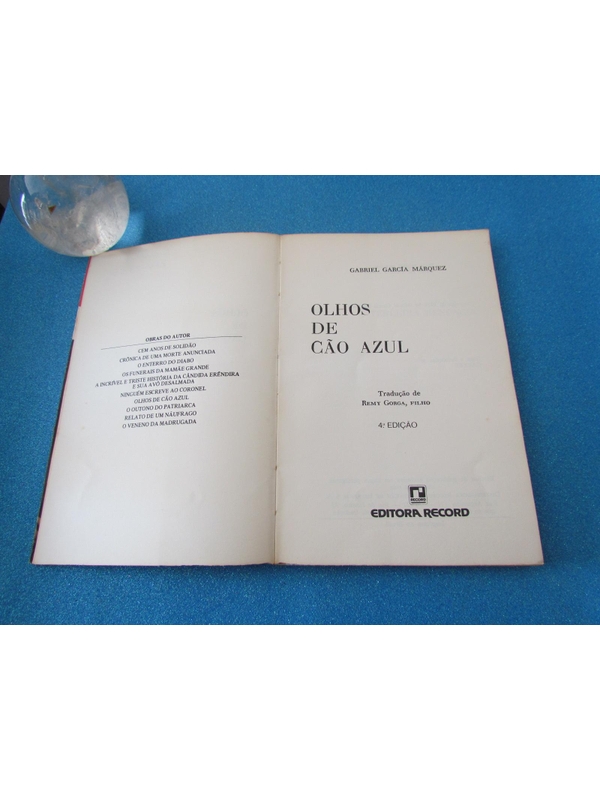 OBRAS DO AUTOR
CEM ANOS DE SOLIDÃO
CRÔNICA DE UMA MORTE ANUNCIADA
O ENTERRO DO DIABO
OS FUNERAIS DA MAMÃE GRANDE
A INCRÍVEL E TRISTE HISTÓRIA DA CÂNDIDA ERÊNDIRA
E SUA AVÓ DESALMADA
NINGUÉM ESCREVE AO CORONEL
OLHOS DE CÃO AZUL
O OUTONO DO PATRIARCA
RELATO DE UM NÁUFRAGO
O VENENO DA MADRUGADA
GABRIEL GARCÍA MÁRQUEZ
OLHOS
DE
CÃO AZUL
Tradução de
REMY GORGA, FILHO
4ª EDIÇÃO
RECORD
EDITORA RECORD